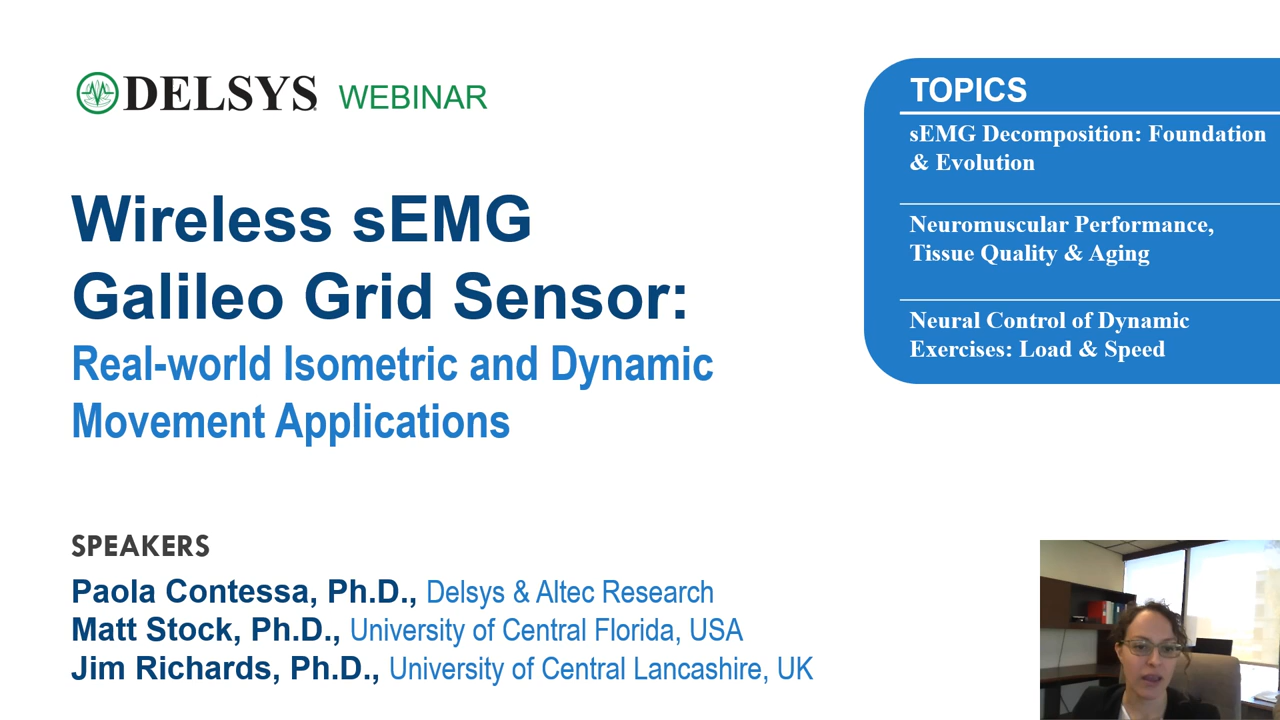 DELSYS WEBINAR
Wireless sEMG
Galileo Grid Sensor:
Real-world Isometric and Dynamic
Movement Applications
SPEAKERS
Paola Contessa, Ph.D., Delsys & Altec Research
Matt Stock, Ph.D., University of Central Florida, USA
Jim Richards, Ph.D., University of Central Lancashire, UK
TOPICS
sEMG Decomposition: Foundation
& Evolution
Neuromuscular Performance,
Tissue Quality & Aging
Neural Control of Dynamic
Exercises: Load & Speed